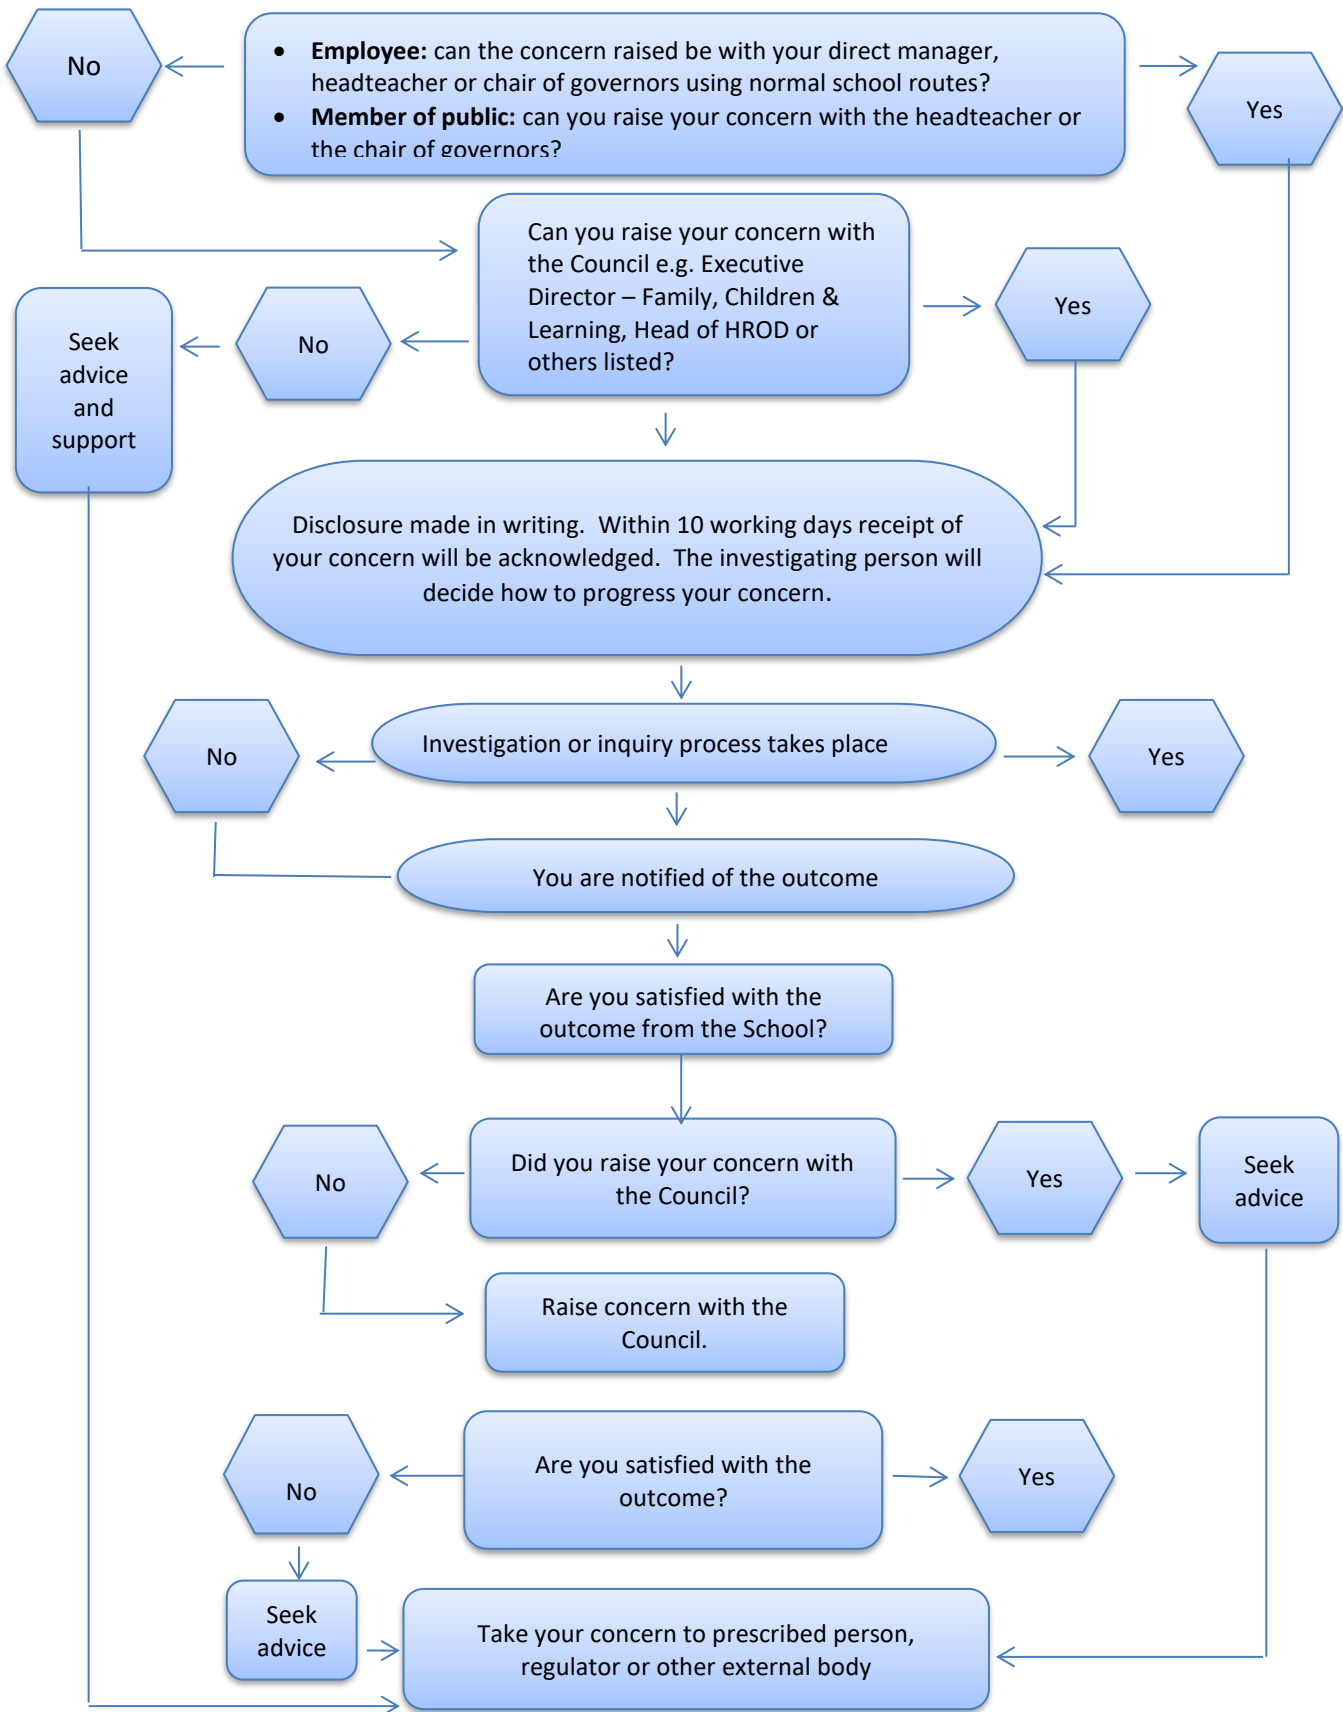 No
• Employee: can the concern raised be with your direct manager,
headteacher or chair of governors using normal school routes?
• Member of public: can you raise your concern with the headteacher or
the chair of governors?
Yes
Can you raise your concern with
the Council e.g. Executive
Director – Family, Children &
Learning, Head of HROD or
others listed?
Yes
No
Seek
advice
and
support
Disclosure made in writing.  Within 10 working days receipt of
your concern will be acknowledged.  The investigating person will
decide how to progress your concern.
No
Investigation or inquiry process takes place
Yes
You are notified of the outcome
Are you satisfied with the
outcome from the School?
No
Did you raise your concern with
the Council?
Yes
Seek
advice
Raise concern with the
Council.
No
Are you satisfied with the
outcome?
Yes
Seek
advice
Take your concern to prescribed person,
regulator or other external body